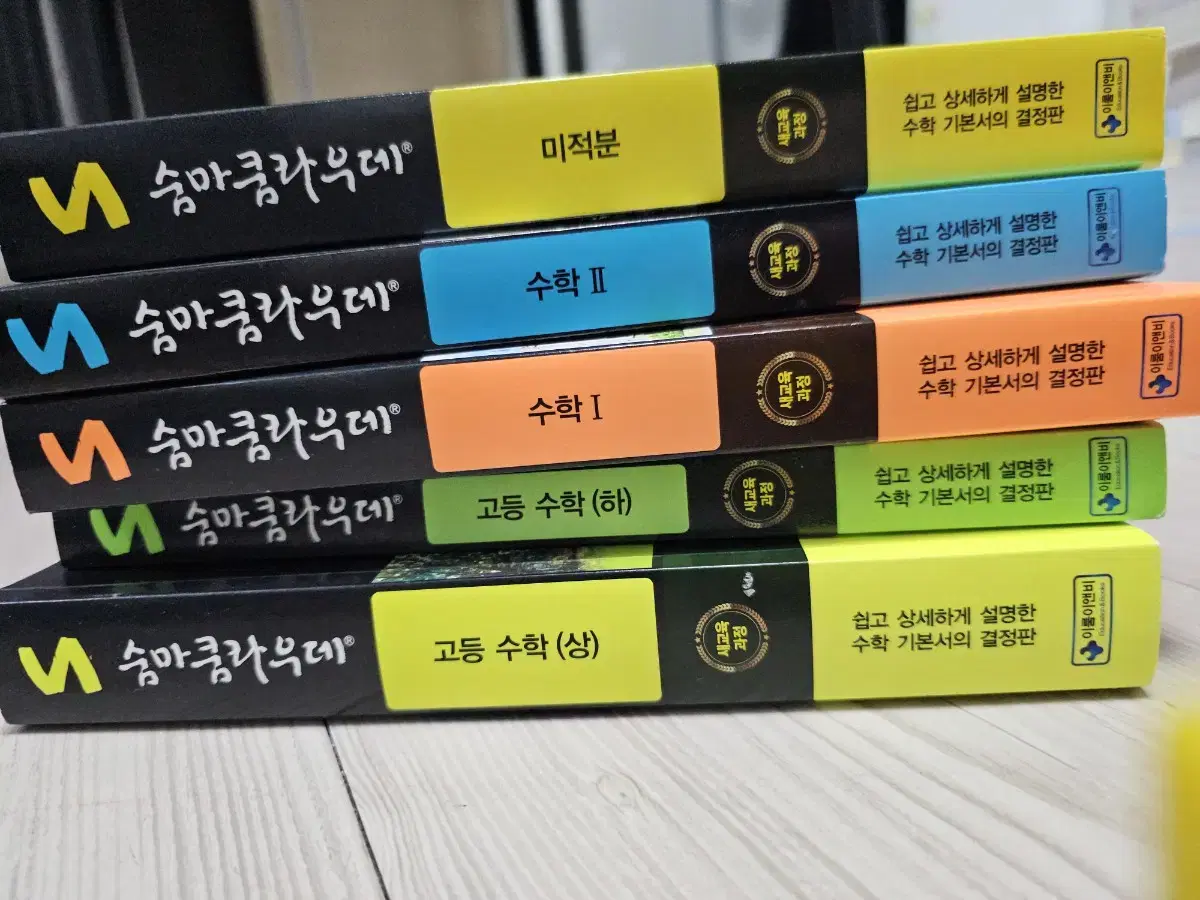 숨마쿰라우데®
미적분
새교육
과정
쉽고 상세하게 설명한
수학 기본서의 결정판
이룸이앤비
Education & Books
숨마쿰라우데®
수학 Ⅱ
새교육
과정
쉽고 상세하게 설명한
수학 기본서의 결정판
이룸이앤비
숨마쿰라우데®
수학 Ⅰ
새교육
과정
쉽고 상세하게 설명한
수학 기본서의 결정판
이룸이앤비
Education & Books
숨마쿰라우데®
고등 수학 (하)
새교육
과정
쉽고 상세하게 설명한
수학 기본서의 결정판
이룸이앤비
Education & Books
숨마쿰라우데®
고등 수학 (상)
새교육
과정
쉽고 상세하게 설명한
수학 기본서의 결정판
이룸이앤비
Education & Books